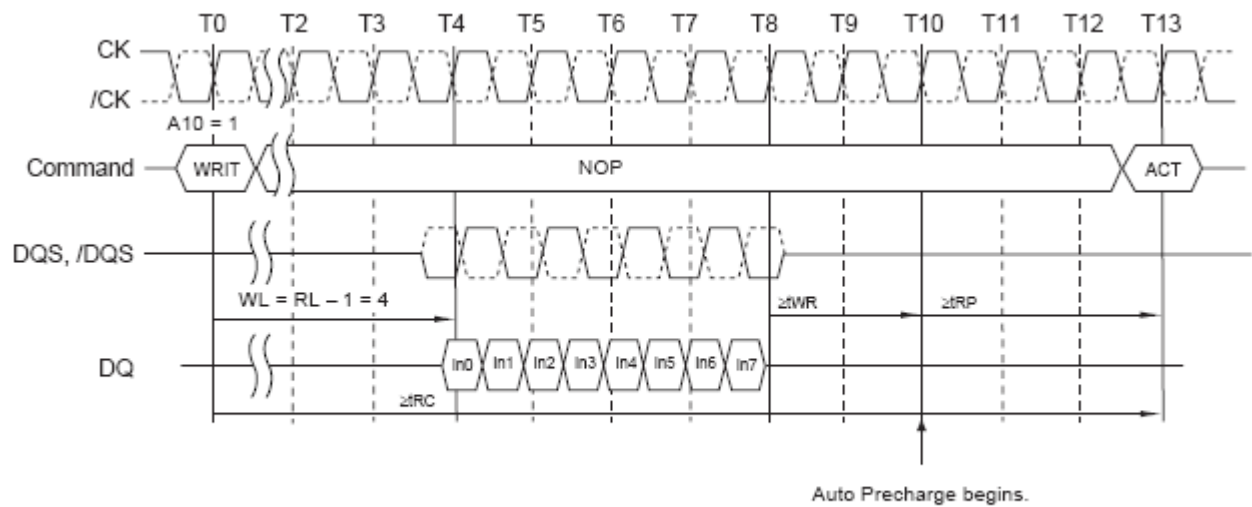 T0 T2 T3 T4 T5 T6 T7 T8 T9 T10 T11 T12 T13
CK
/CK
A10 = 1
Command WRIT NOP ACT
DQS, /DQS
WL = RL – 1 = 4 ≥tWR ≥tRP
DQ In0 In1 In2 In3 In4 In5 In6 In7
≥tRC
Auto Precharge begins.